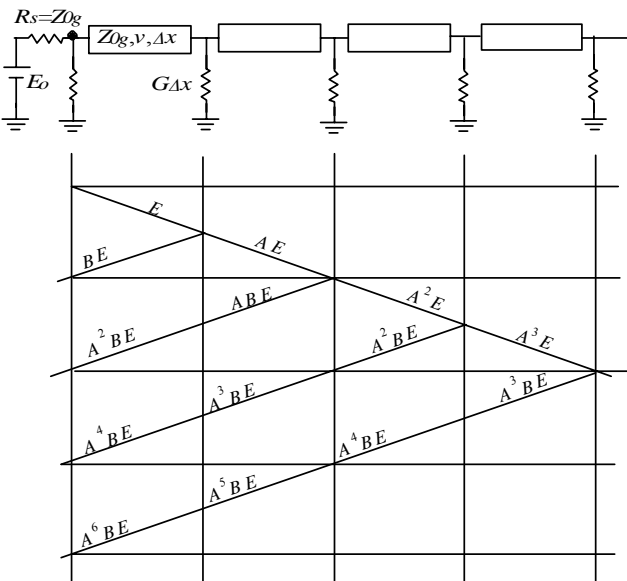 Rs=Z0g
Z0g,v,Δx
Eo
GΔx
E
AE
BE
ABE
A²E
A²BE
A²BE
A³E
A³BE
A³BE
A⁴BE
A⁴BE
A⁵BE
A⁶BE